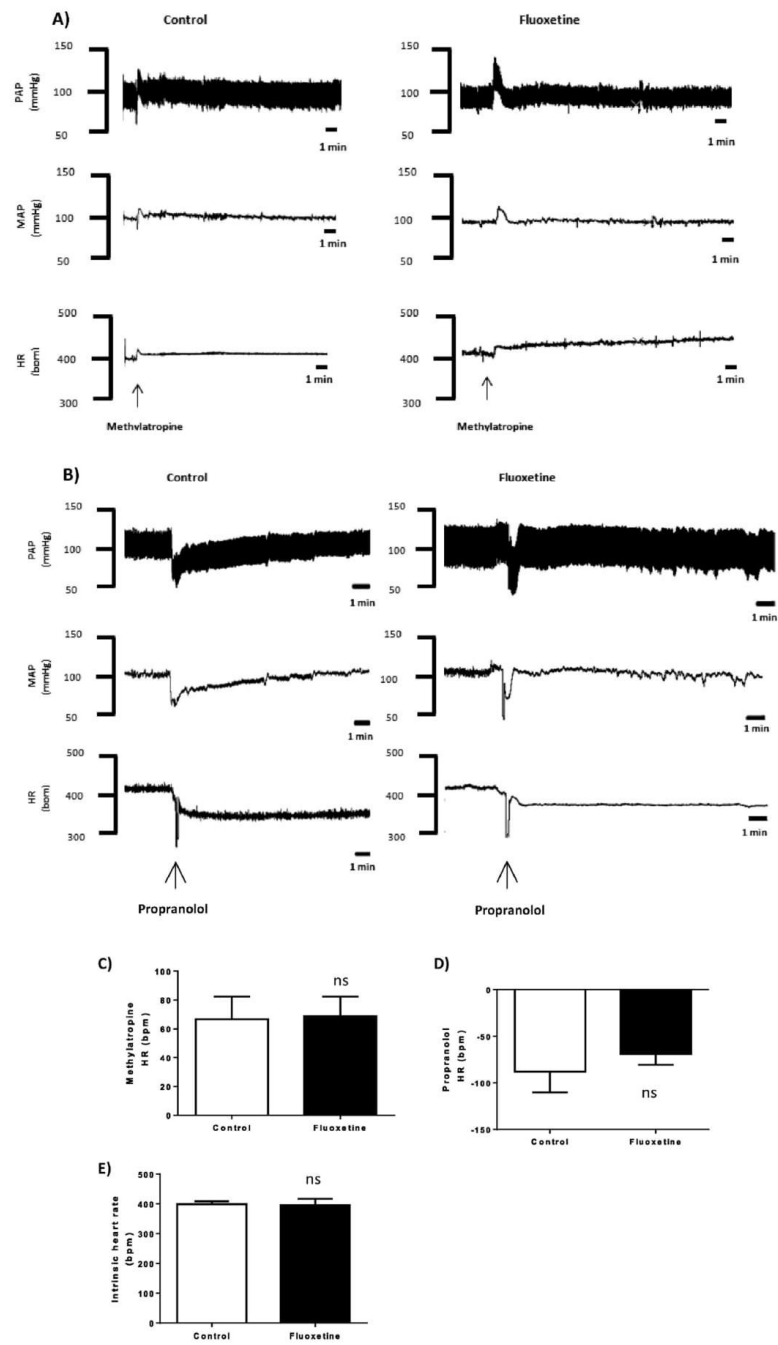 A)
Control
Fluoxetine
150
100
50
PAP
(mmHg)
1 min
150
100
50
1 min
150
100
50
MAP
(mmHg)
1 min
150
100
50
1 min
500
400
300
HR
(bpm)
1 min
Methylatropine
500
400
300
1 min
Methylatropine
B)
Control
Fluoxetine
150
100
50
PAP
(mmHg)
1 min
150
100
50
1 min
150
100
50
MAP
(mmHg)
1 min
150
100
50
1 min
500
400
300
HR
(bpm)
1 min
Propranolol
500
400
300
1 min
Propranolol
C)
Methylatropine
HR (bpm)
100
80
60
40
20
0
ns
Control
Fluoxetine
D)
Propranolol
HR (bpm)
0
-50
-100
-150
ns
Control
Fluoxetine
E)
Intrinsic heart rate
(bpm)
500
400
300
200
100
0
ns
Control
Fluoxetine